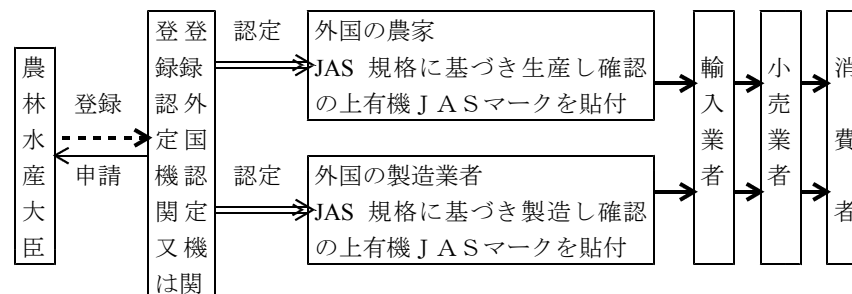 農林水産大臣
登録
申請
登録認定機関又は
登録外国認定機関
認定
外国の農家
JAS 規格に基づき生産し確認
の上有機ＪＡＳマークを貼付
認定
外国の製造業者
JAS 規格に基づき製造し確認
の上有機ＪＡＳマークを貼付
輸入業者
小売業者
消費者